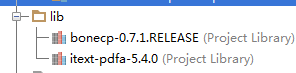 lib
bonecp-0.7.1.RELEASE (Project Library)
itext-pdfa-5.4.0 (Project Library)